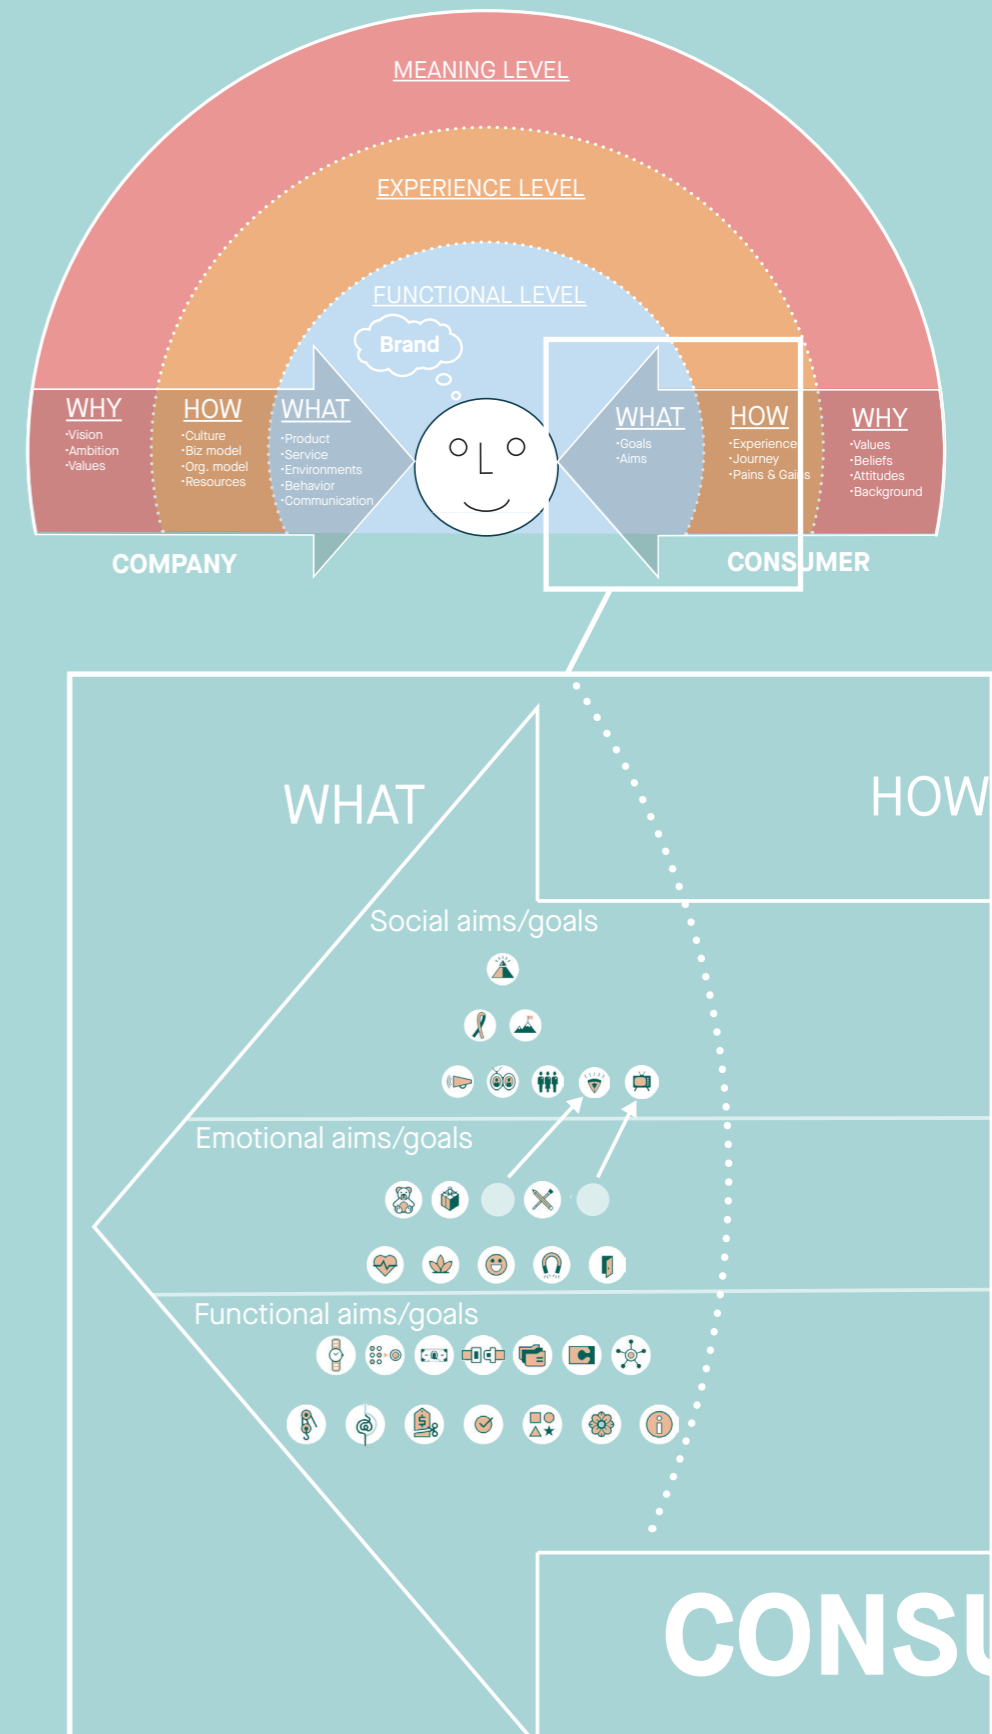 MEANING LEVEL
EXPERIENCE LEVEL
FUNCTIONAL LEVEL
Brand
WHY
·Vision
·Ambition
·Values
HOW
·Culture
·Biz model
·Org. model
·Resources
WHAT
·Product
·Service
·Environments
·Behavior
·Communication
WHAT
·Goals
·Aims
HOW
·Experience
·Journey
·Pains & Gains
WHY
·Values
·Beliefs
·Attitudes
·Background
COMPANY
CONSUMER
WHAT
HOW
Social aims/goals
Emotional aims/goals
Functional aims/goals
CONSU